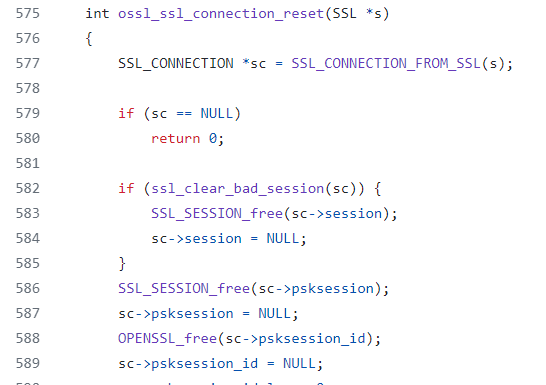 575 int ossl_ssl_connection_reset(SSL *s)
576 {
577 SSL_CONNECTION *sc = SSL_CONNECTION_FROM_SSL(s);
578
579 if (sc == NULL)
580 return 0;
581
582 if (ssl_clear_bad_session(sc)) {
583 SSL_SESSION_free(sc->session);
584 sc->session = NULL;
585 }
586 SSL_SESSION_free(sc->psksession);
587 sc->psksession = NULL;
588 OPENSSL_free(sc->psksession_id);
589 sc->psksession_id = NULL;